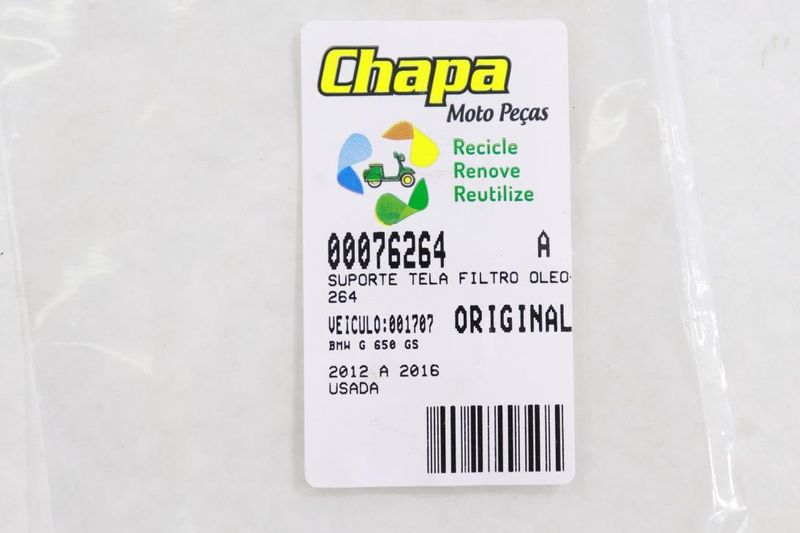 Chapa
Moto Peças
Recicle
Renove
Reutilize
00076264 A
SUPORTE TELA FILTRO OLEO-
264
VEICULO:001707 ORIGINAL
BMW G 650 GS
2012 A 2016
USADA